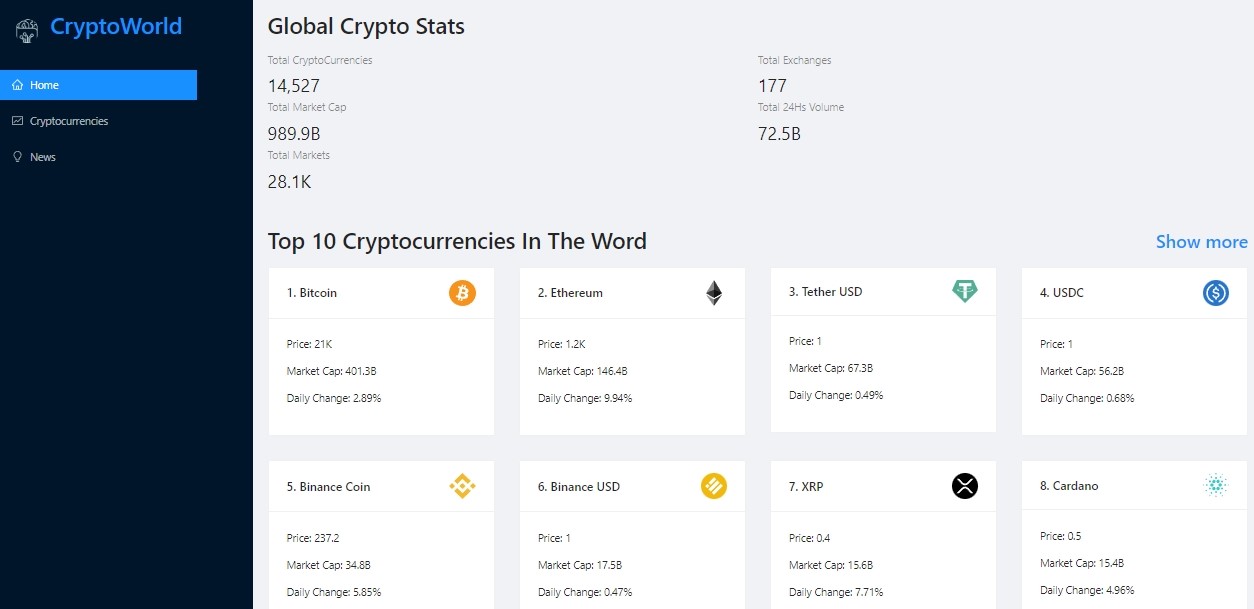 CryptoWorld
Home
Cryptocurrencies
News
Global Crypto Stats
Total CryptoCurrencies
14,527
Total Exchanges
177
Total Market Cap
989.9B
Total 24Hs Volume
72.5B
Total Markets
28.1K
Top 10 Cryptocurrencies In The Word
Show more
1. Bitcoin
Price: 21K
Market Cap: 401.3B
Daily Change: 2.89%
2. Ethereum
Price: 1.2K
Market Cap: 146.4B
Daily Change: 9.94%
3. Tether USD
Price: 1
Market Cap: 67.3B
Daily Change: 0.49%
4. USDC
Price: 1
Market Cap: 56.2B
Daily Change: 0.68%
5. Binance Coin
Price: 237.2
Market Cap: 34.8B
Daily Change: 5.85%
6. Binance USD
Price: 1
Market Cap: 17.5B
Daily Change: 0.47%
7. XRP
Price: 0.4
Market Cap: 15.6B
Daily Change: 7.71%
8. Cardano
Price: 0.5
Market Cap: 15.4B
Daily Change: 4.96%